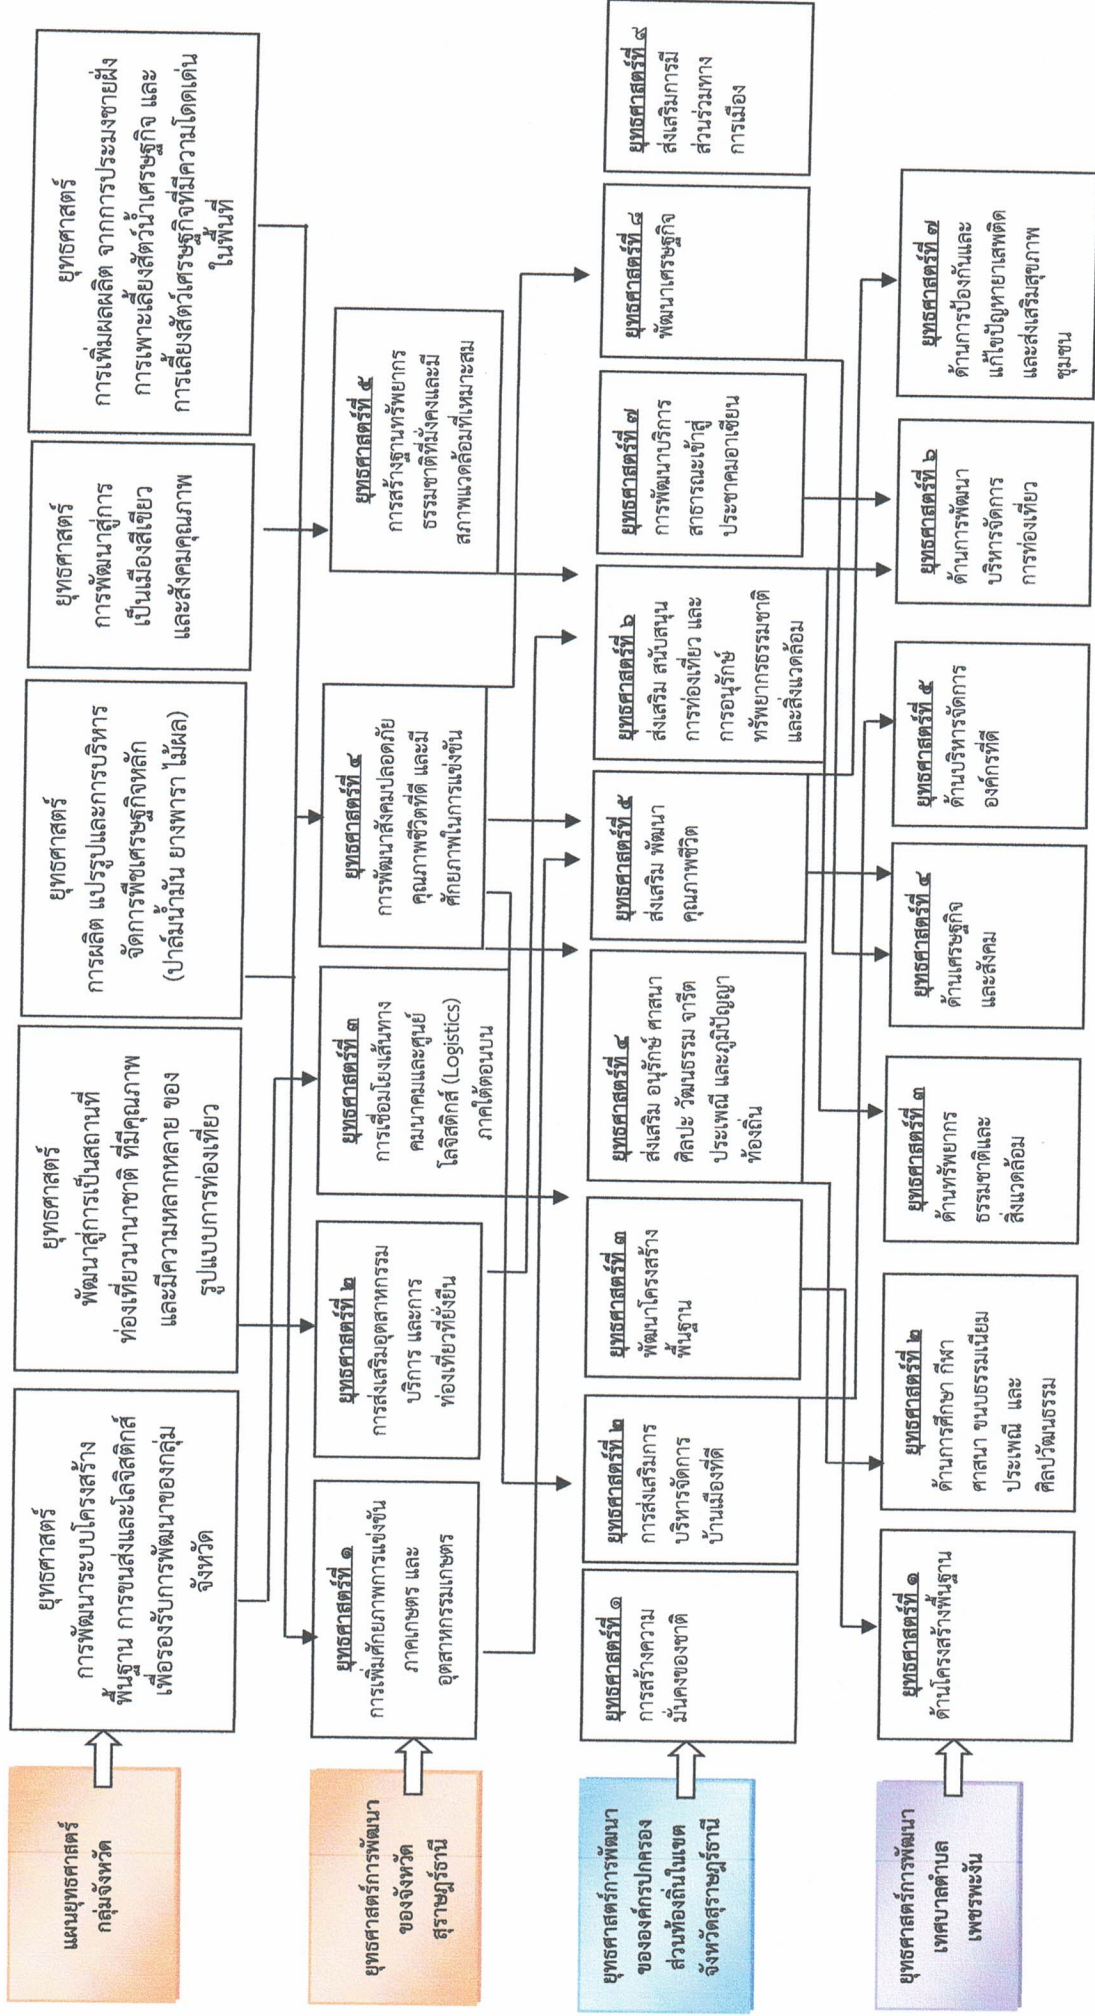 แผนยุทธศาสตร์
กลุ่มจังหวัด
ยุทธศาสตร์
การพัฒนาระบบโครงสร้าง
พื้นฐาน การขนส่งและโลจิสติกส์
เพื่อรองรับการพัฒนาของกลุ่ม
จังหวัด
ยุทธศาสตร์
พัฒนาสู่การเป็นสถานที่
ท่องเที่ยวนานาชาติ ที่มีคุณภาพ
และมีความหลากหลาย ของ
รูปแบบการท่องเที่ยว
ยุทธศาสตร์
การผลิต แปรรูปและการบริหาร
จัดการพืชเศรษฐกิจหลัก
(ปาล์มน้ำมัน ยางพารา ไม้ผล)
ยุทธศาสตร์
การพัฒนาสู่การ
เป็นเมืองสีเขียว
และสังคมคุณภาพ
ยุทธศาสตร์
การเพิ่มผลผลิต จากการประมงชายฝั่ง
การเพาะเลี้ยงสัตว์น้ำเศรษฐกิจ และ
การเลี้ยงสัตว์เศรษฐกิจที่มีความโดดเด่น
ในพื้นที่
ยุทธศาสตร์การพัฒนา
ของจังหวัด
สุราษฎร์ธานี
ยุทธศาสตร์ที่ ๑
การเพิ่มศักยภาพการแข่งขัน
ภาคเกษตร และ
อุตสาหกรรมเกษตร
ยุทธศาสตร์ที่ ๒
การส่งเสริมอุตสาหกรรม
บริการ และการ
ท่องเที่ยวที่ยั่งยืน
ยุทธศาสตร์ที่ ๓
การเชื่อมโยงเส้นทาง
คมนาคมและศูนย์
โลจิสติกส์ (Logistics)
ภาคใต้ตอนบน
ยุทธศาสตร์ที่ ๔
การพัฒนาสังคมปลอดภัย
คุณภาพชีวิตที่ดี และมี
ศักยภาพในการแข่งขัน
ยุทธศาสตร์ที่ ๕
การสร้างฐานทรัพยากร
ธรรมชาติที่มั่งคงและมี
สภาพแวดล้อมที่เหมาะสม
ยุทธศาสตร์การพัฒนา
ขององค์กรปกครอง
ส่วนท้องถิ่นในเขต
จังหวัดสุราษฎร์ธานี
ยุทธศาสตร์ที่ ๑
การสร้างความ
มั่นคงของชาติ
ยุทธศาสตร์ที่ ๒
การส่งเสริมการ
บริหารจัดการ
บ้านเมืองที่ดี
ยุทธศาสตร์ที่ ๓
พัฒนาโครงสร้าง
พื้นฐาน
ยุทธศาสตร์ที่ ๔
ส่งเสริม อนุรักษ์ ศาสนา
ศิลปะ วัฒนธรรม จารีต
ประเพณี และภูมิปัญญา
ท้องถิ่น
ยุทธศาสตร์ที่ ๕
ส่งเสริม พัฒนา
คุณภาพชีวิต
ยุทธศาสตร์ที่ ๖
ส่งเสริม สนับสนุน
การท่องเที่ยว และ
การอนุรักษ์
ทรัพยากรธรรมชาติ
และสิ่งแวดล้อม
ยุทธศาสตร์ที่ ๗
การพัฒนาบริการ
สาธารณะเข้าสู่
ประชาคมอาเซียน
ยุทธศาสตร์ที่ ๘
พัฒนาเศรษฐกิจ
ยุทธศาสตร์ที่ ๙
ส่งเสริมการมี
ส่วนร่วมทาง
การเมือง
ยุทธศาสตร์การพัฒนา
เทศบาลตำบล
เพชรพะงัน
ยุทธศาสตร์ที่ ๑
ด้านโครงสร้างพื้นฐาน
ยุทธศาสตร์ที่ ๒
ด้านการศึกษา กีฬา
ศาสนา ขนบธรรมเนียม
ประเพณี และ
ศิลปวัฒนธรรม
ยุทธศาสตร์ที่ ๓
ด้านทรัพยากร
ธรรมชาติและ
สิ่งแวดล้อม
ยุทธศาสตร์ที่ ๔
ด้านเศรษฐกิจ
และสังคม
ยุทธศาสตร์ที่ ๕
ด้านบริหารจัดการ
องค์กรที่ดี
ยุทธศาสตร์ที่ ๖
ด้านการพัฒนา
บริหารจัดการ
การท่องเที่ยว
ยุทธศาสตร์ที่ ๗
ด้านการป้องกันและ
แก้ไขปัญหายาเสพติด
และส่งเสริมสุขภาพ
ชุมชน